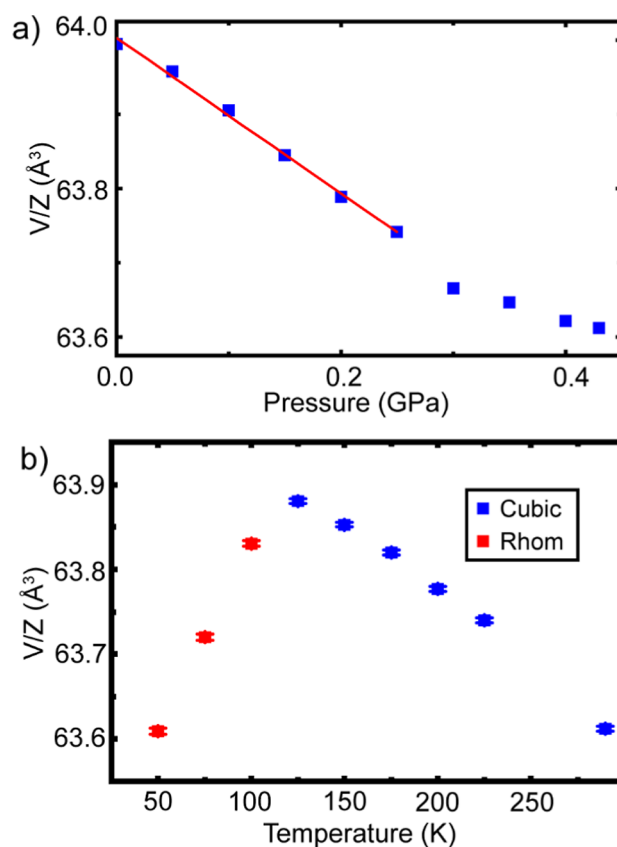 a)
64.0
63.8
63.6
V/Z (Å³)
0.0 0.2 0.4
Pressure (GPa)
b)
63.9
63.8
63.7
63.6
V/Z (Å³)
Cubic
Rhom
50 100 150 200 250
Temperature (K)